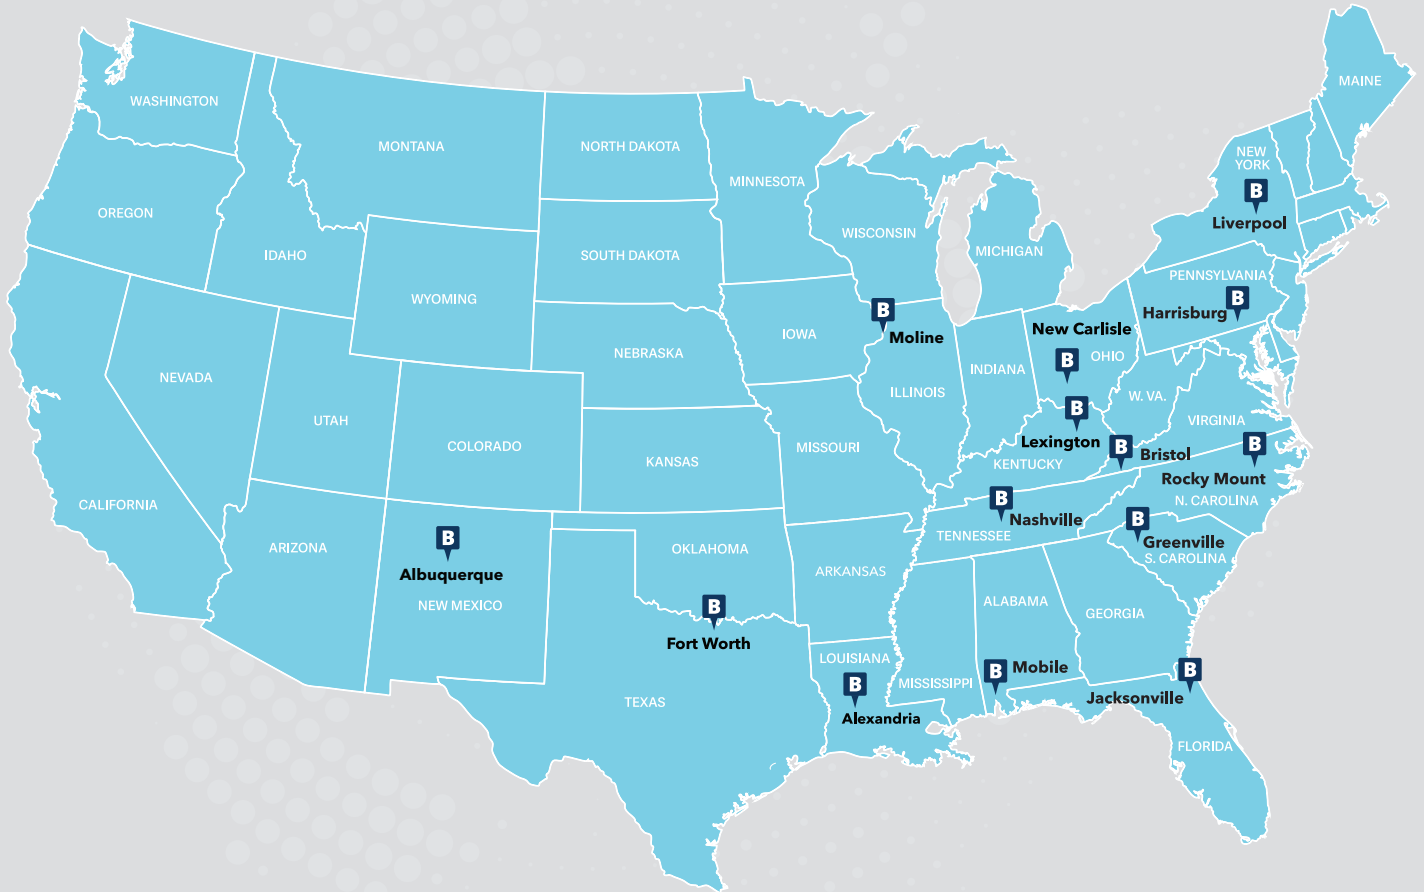 MAINE
WASHINGTON
MONTANA
NORTH DAKOTA
NEW
YORK
MINNESOTA
B
OREGON
Liverpool
WISCONSIN
MICHIGAN
IDAHO
SOUTH DAKOTA
PENNSYLVANIA
WYOMING
B
Harrisburg
B
Moline
IOWA
New Carlisle
B
OHIO
NEBRASKA
INDIANA
NEVADA
ILLINOIS
W. VA.
B
UTAH
VIRGINIA
COLORADO
MISSOURI
Lexington
B
Bristol
B
KANSAS
KENTUCKY
Rocky Mount
CALIFORNIA
B
Nashville
N. CAROLINA
B
Greenville
TENNESSEE
B
ARIZONA
OKLAHOMA
S. CAROLINA
Albuquerque
ARKANSAS
NEW MEXICO
B
ALABAMA
GEORGIA
Fort Worth
LOUISIANA
B
Mobile
B
B
MISSISSIPPI
Jacksonville
TEXAS
Alexandria
FLORIDA